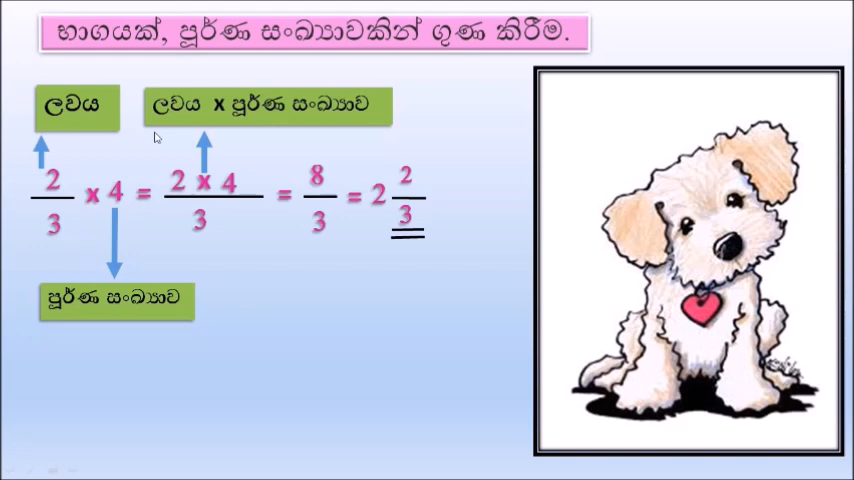 භාගයක්, පූර්ණ සංඛ්‍යාවකින් ගුණ කිරීම.
ලවය
ලවය x පූර්ණ සංඛ්‍යාව
2/3 x 4 = 2 x 4/3 = 8/3 = 2 2/3
පූර්ණ සංඛ්‍යාව